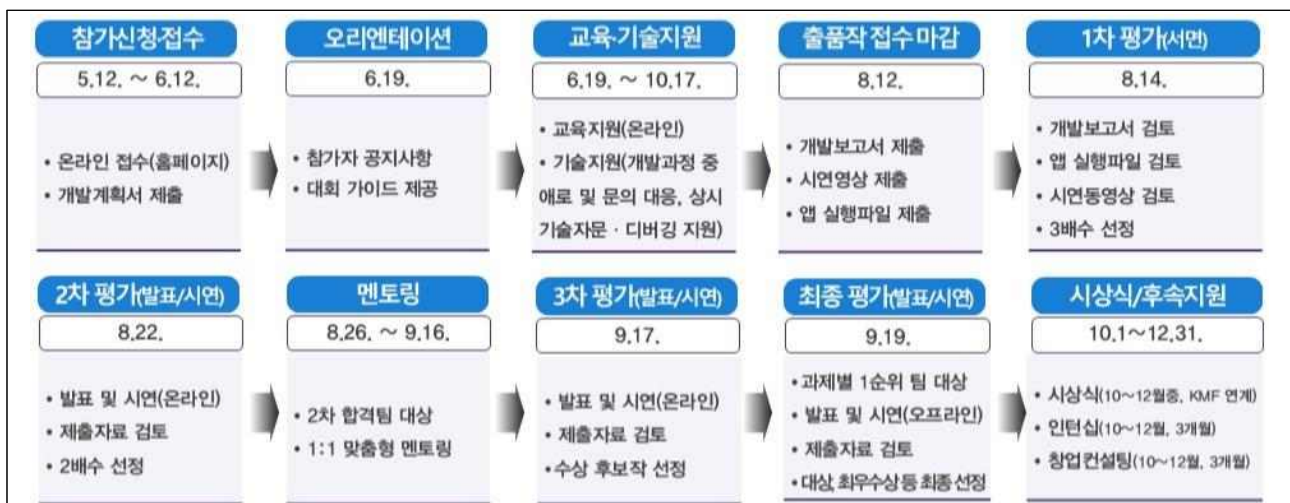 참가신청·접수
5.12. ~ 6.12.
• 온라인 접수(홈페이지)
• 개발계획서 제출
오리엔테이션
6.19.
• 참가자 공지사항
• 대회 가이드 제공
교육·기술지원
6.19. ~ 10.17.
• 교육지원(온라인)
• 기술지원(개발과정 중
애로 및 문의 대응, 상시
기술자문·디버깅 지원)
출품작 접수 마감
8.12.
• 개발보고서 제출
• 시연영상 제출
• 앱 실행파일 제출
1차 평가(서면)
8.14.
• 개발보고서 검토
• 앱 실행파일 검토
• 시연동영상 검토
• 3배수 선정
2차 평가(발표/시연)
8.22.
• 발표 및 시연(온라인)
• 제출자료 검토
• 2배수 선정
멘토링
8.26. ~ 9.16.
• 2차 합격팀 대상
• 1:1 맞춤형 멘토링
3차 평가(발표/시연)
9.17.
• 발표 및 시연(온라인)
• 제출자료 검토
• 수상 후보작 선정
최종 평가(발표/시연)
9.19.
• 과제별 1순위 팀 대상
• 발표 및 시연(오프라인)
• 제출자료 검토
• 대상, 최우수상 등 최종 선정
시상식/후속지원
10.1~12.31.
• 시상식(10~12월중, KMF 연계)
• 인턴십(10~12월, 3개월)
• 창업컨설팅(10~12월, 3개월)